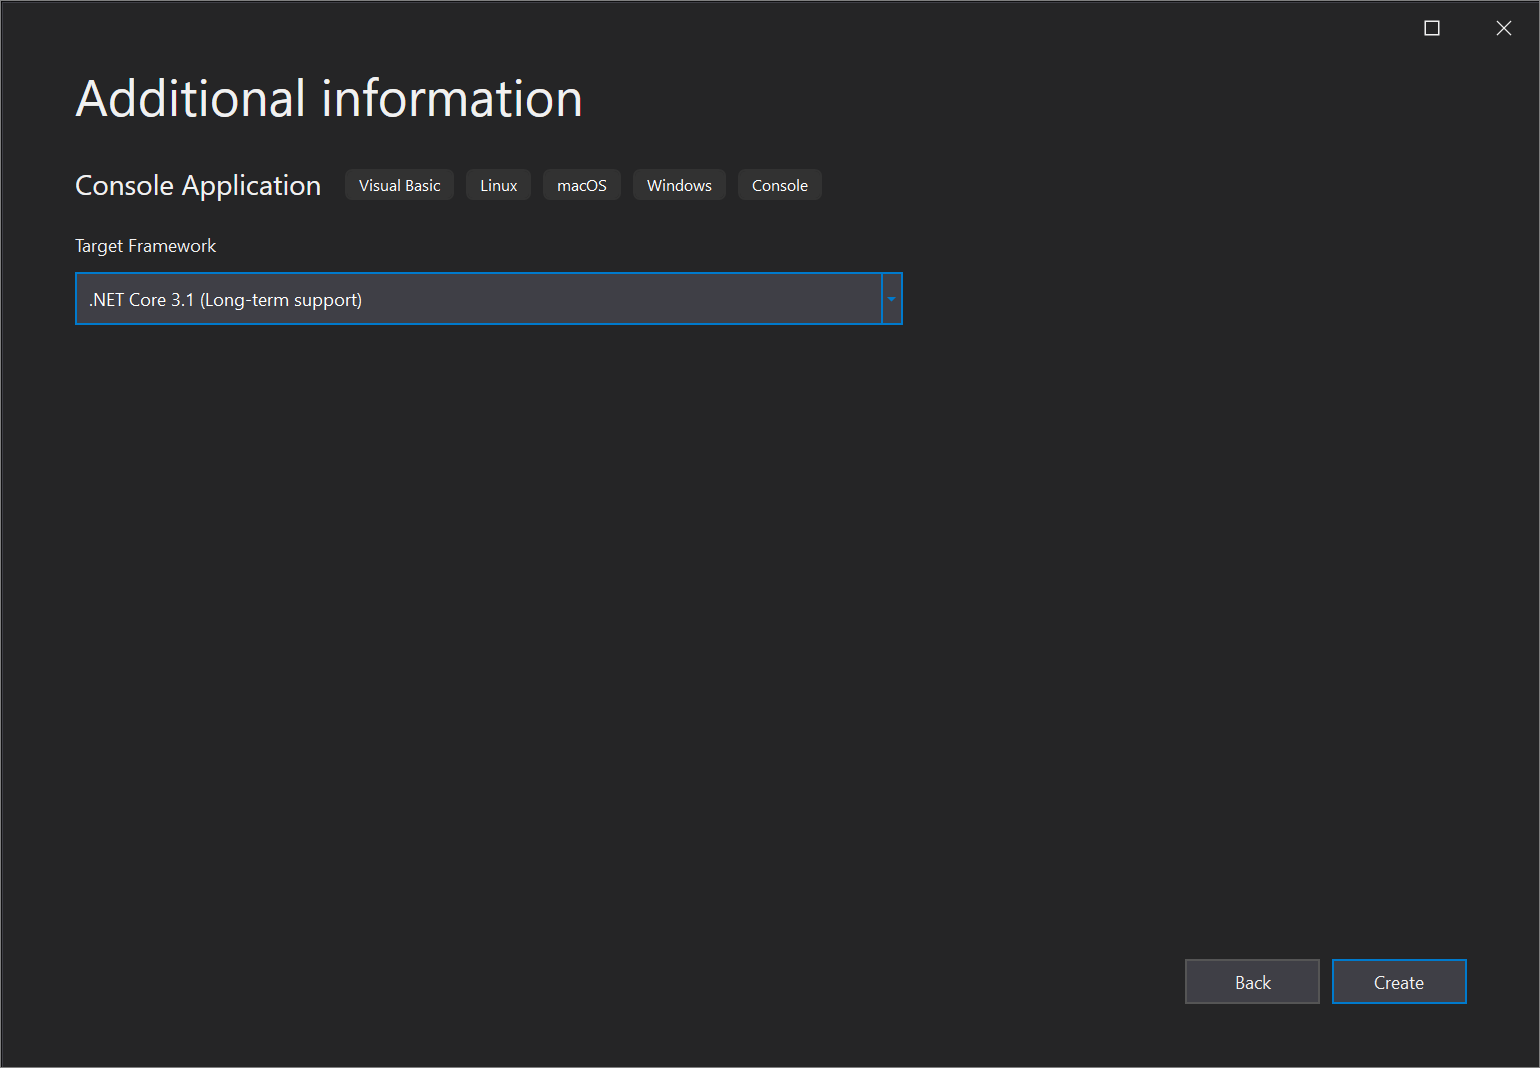 Additional information
Console Application Visual Basic Linux macOS Windows Console
Target Framework
.NET Core 3.1 (Long-term support)
Back Create